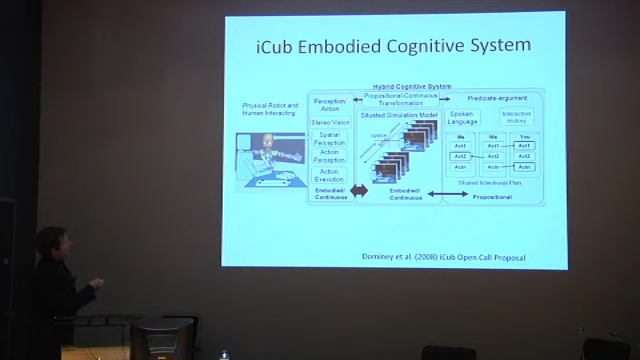 iCub Embodied Cognitive System
Hybrid Cognitive System
Physical Robot and
Human Interacting
Perception/
Action
Propositional-Continuous
Transformation
Predicate-argument
Stereo Vision
Spatial
Perception
Action
Perception
Action
Execution
Embodied/
Continuous
Situated Simulation Model
space
Embodied/
Continuous
Spoken
Language
Interaction
History
Me Me You
Act1 Act1 Act1
Act2 Act2 Act2
Actn Actn Actn
Shared Intentional Plan
Propositional
Dominey et al. (2008) iCub Open Call Proposal